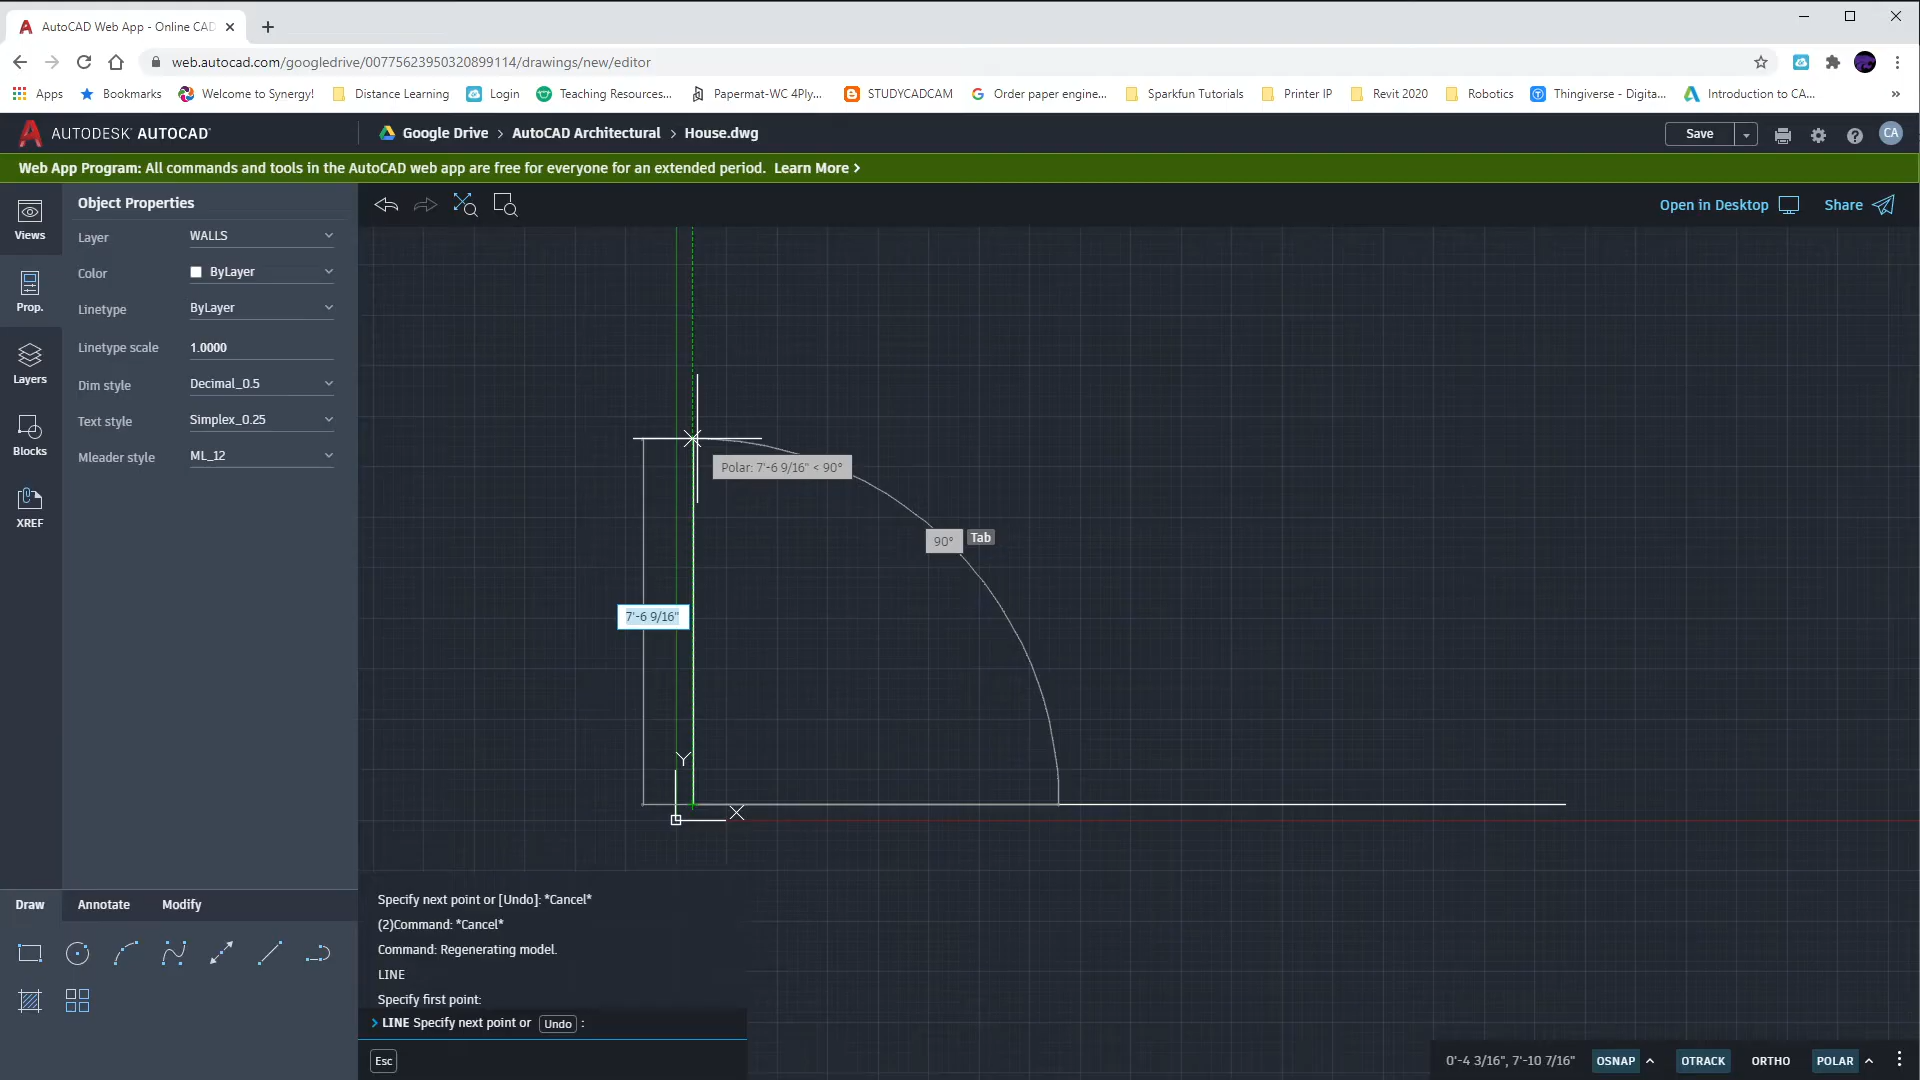 AutoCAD Web App - Online CAD
web.autocad.com/googledrive/00775623950320899114/drawings/new/editor
Apps Bookmarks Welcome to Synergy! Distance Learning Login Teaching Resources... Papermat-WC 4Ply... STUDYCADCAM Order paper engine... Sparkfun Tutorials Printer IP Revit 2020 Robotics Thingiverse - Digita... Introduction to CA... »
AUTODESK® AUTOCAD® Google Drive > AutoCAD Architectural > House.dwg Save CA
Web App Program: All commands and tools in the AutoCAD web app are free for everyone for an extended period. Learn More >
Views
Prop.
Layers
Blocks
XREF
Object Properties
Layer WALLS
Color ByLayer
Linetype ByLayer
Linetype scale 1.0000
Dim style Decimal_0.5
Text style Simplex_0.25
Mleader style ML_12
Open in Desktop Share
Polar: 7'-6 9/16" < 90°
90° Tab
7'-6 9/16"
Y
X
Draw Annotate Modify
Specify next point or [Undo]: *Cancel*
(2)Command: *Cancel*
Command: Regenerating model.
LINE
Specify first point:
> LINE Specify next point or Undo :
Esc
0'-4 3/16", 7'-10 7/16" OSNAP OTRACK ORTHO POLAR